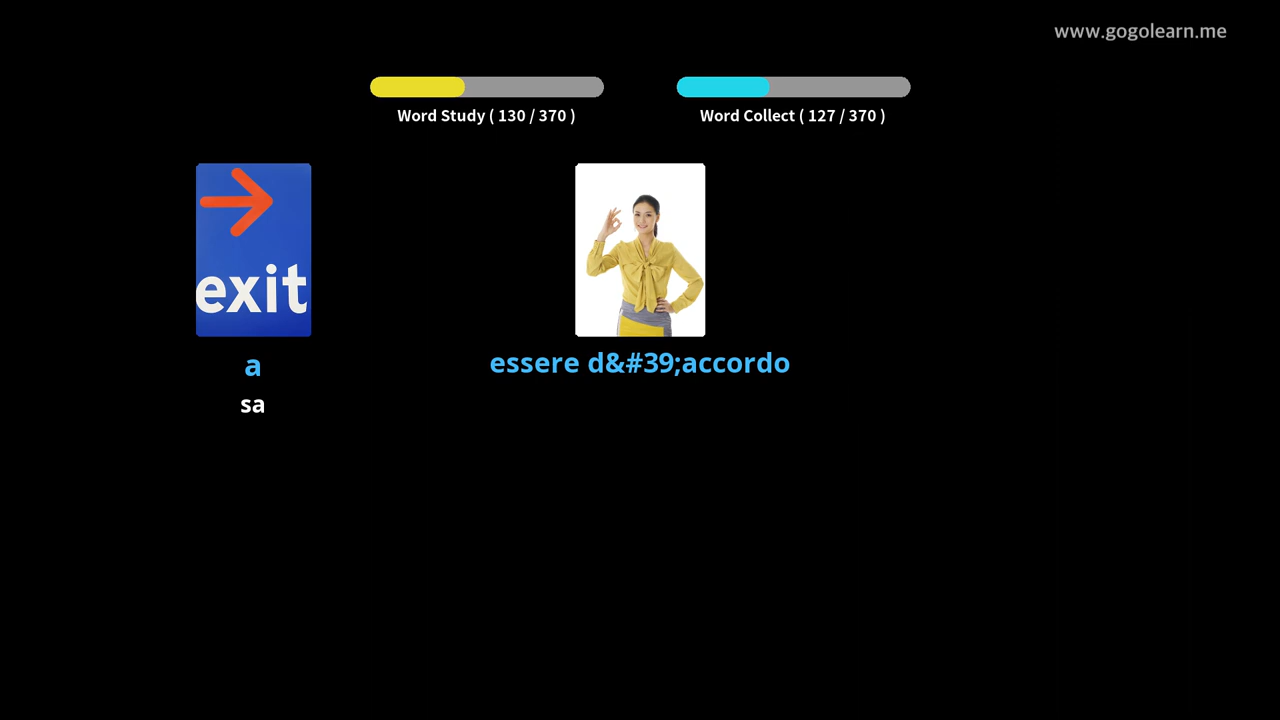 www.gogolearn.me
Word Study ( 130 / 370 )
Word Collect ( 127 / 370 )
exit
a
essere d&#39;accordo
sa